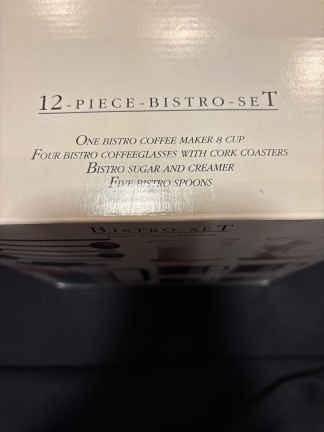 12-PIECE-BISTRO-SET
ONE BISTRO COFFEE MAKER 8 CUP
FOUR BISTRO COFFEEGLASSES WITH CORK COASTERS
BISTRO SUGAR AND CREAMER
FIVE BISTRO SPOONS
BISTRO-SET